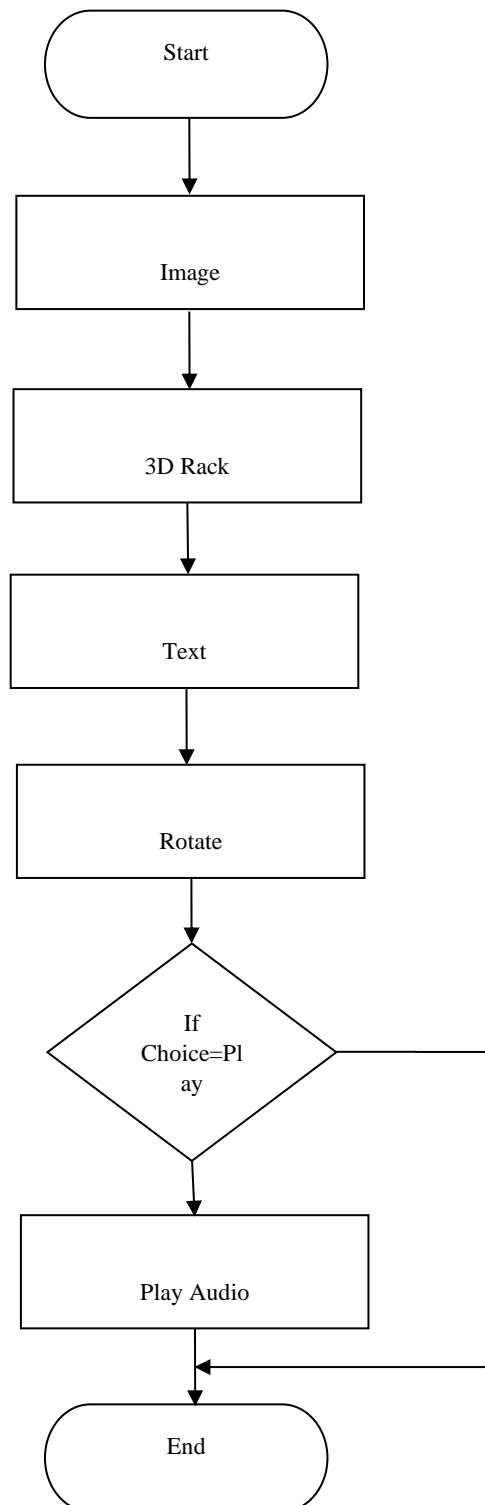 Start
Image
3D Rack
Text
Rotate
If
Choice=Pl
ay
Play Audio
End